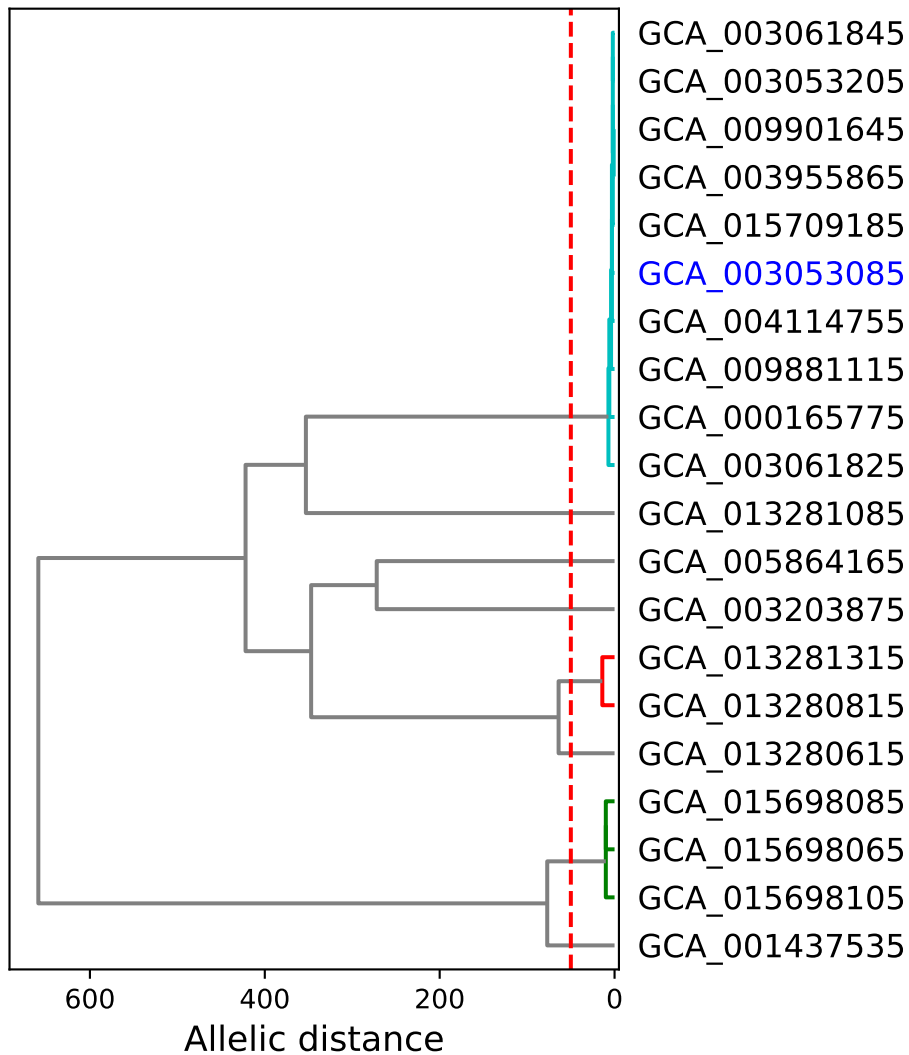 GCA_003061845
GCA_003053205
GCA_009901645
GCA_003955865
GCA_015709185
GCA_003053085
GCA_004114755
GCA_009881115
GCA_000165775
GCA_003061825
GCA_013281085
GCA_005864165
GCA_003203875
GCA_013281315
GCA_013280815
GCA_013280615
GCA_015698085
GCA_015698065
GCA_015698105
GCA_001437535
600 400 200 0
Allelic distance